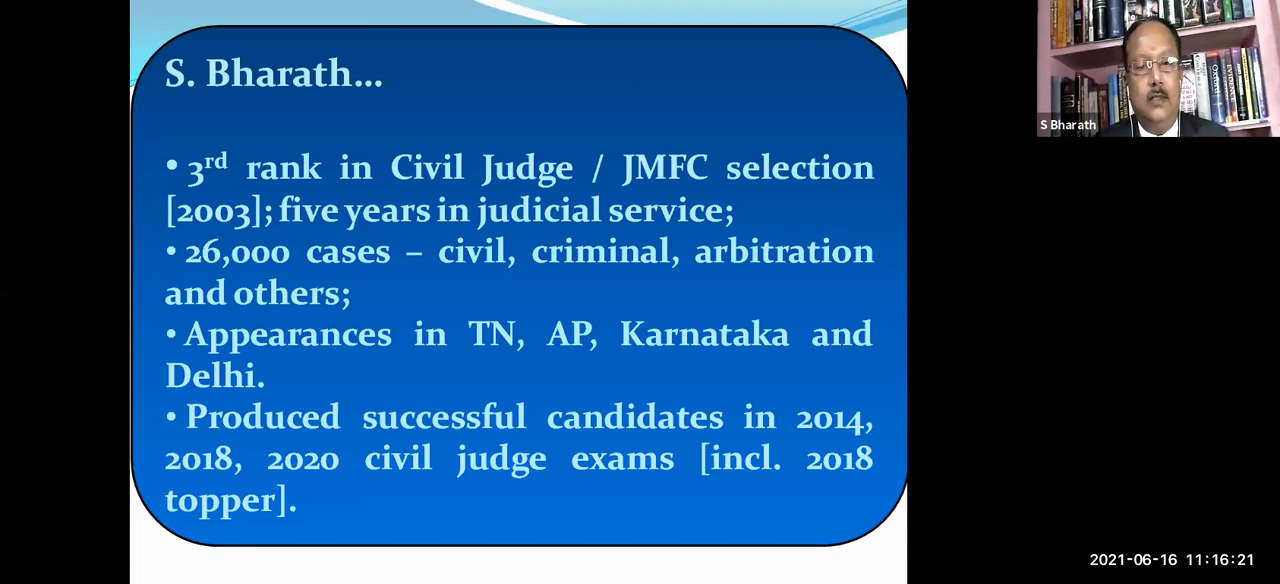 S. Bharath...
• 3rd rank in Civil Judge / JMFC selection
[2003]; five years in judicial service;
• 26,000 cases – civil, criminal, arbitration
and others;
• Appearances in TN, AP, Karnataka and
Delhi.
• Produced successful candidates in 2014,
2018, 2020 civil judge exams [incl. 2018
topper].
S Bharath
2021-06-16 11:16:21